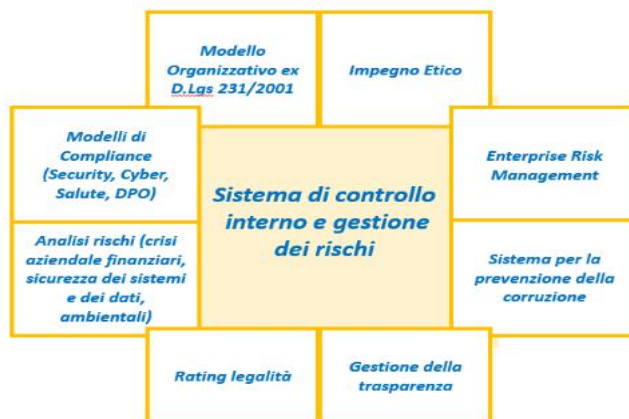 Modello
Organizzativo ex
D.Lgs 231/2001
Impegno Etico
Modelli di
Compliance
(Security, Cyber,
Salute, DPO)
Enterprise Risk
Management
Sistema di controllo
interno e gestione
dei rischi
Analisi rischi (crisi
aziendale finanziari,
sicurezza dei sistemi
e dei dati,
ambientali)
Sistema per la
prevenzione della
corruzione
Rating legalità
Gestione della
trasparenza